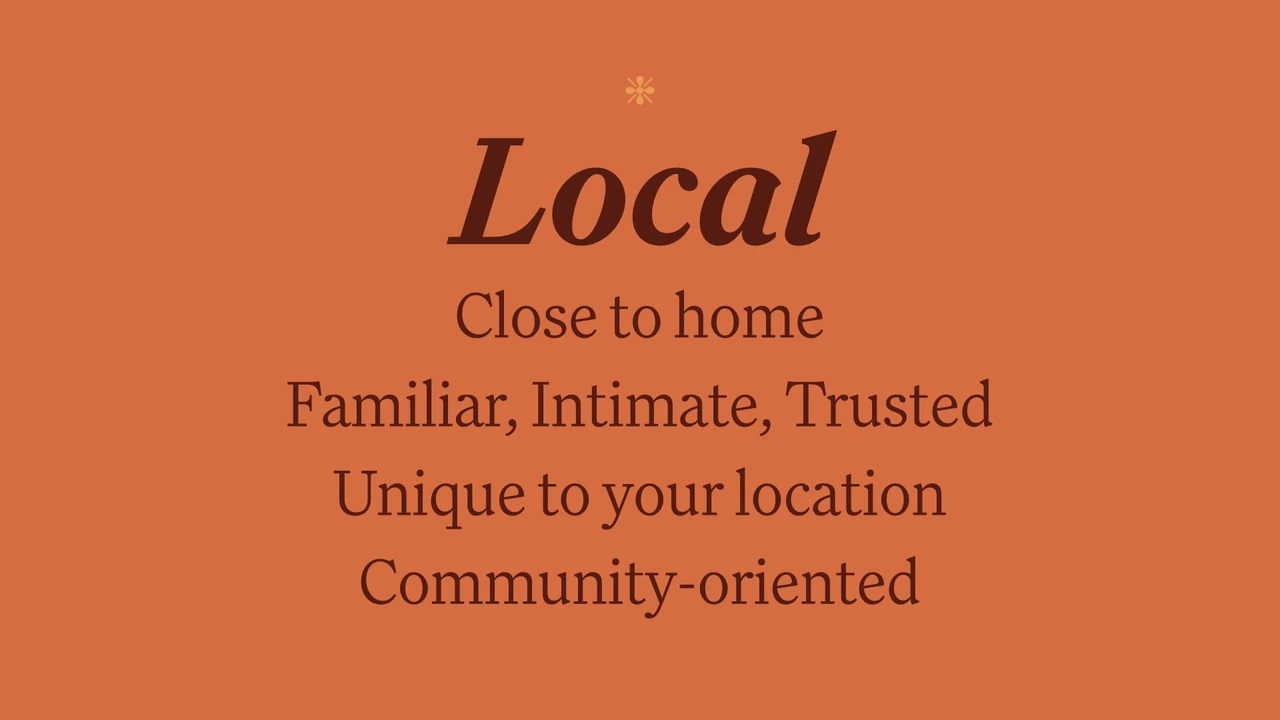 Local
Close to home
Familiar, Intimate, Trusted
Unique to your location
Community-oriented